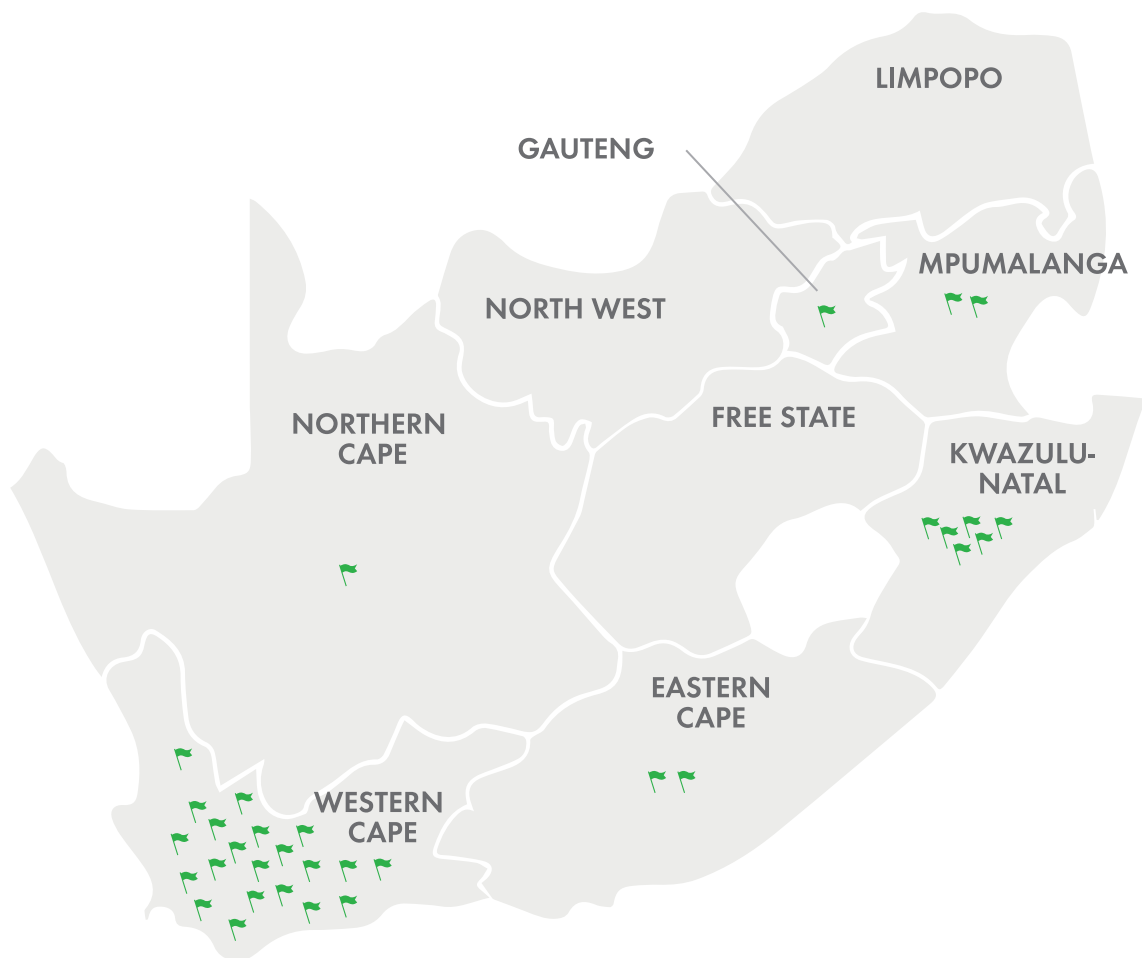 LIMPOPO
GAUTENG
MPUMALANGA
NORTH WEST
NORTHERN
CAPE
FREE STATE
KWAZULU-
NATAL
EASTERN
CAPE
WESTERN
CAPE